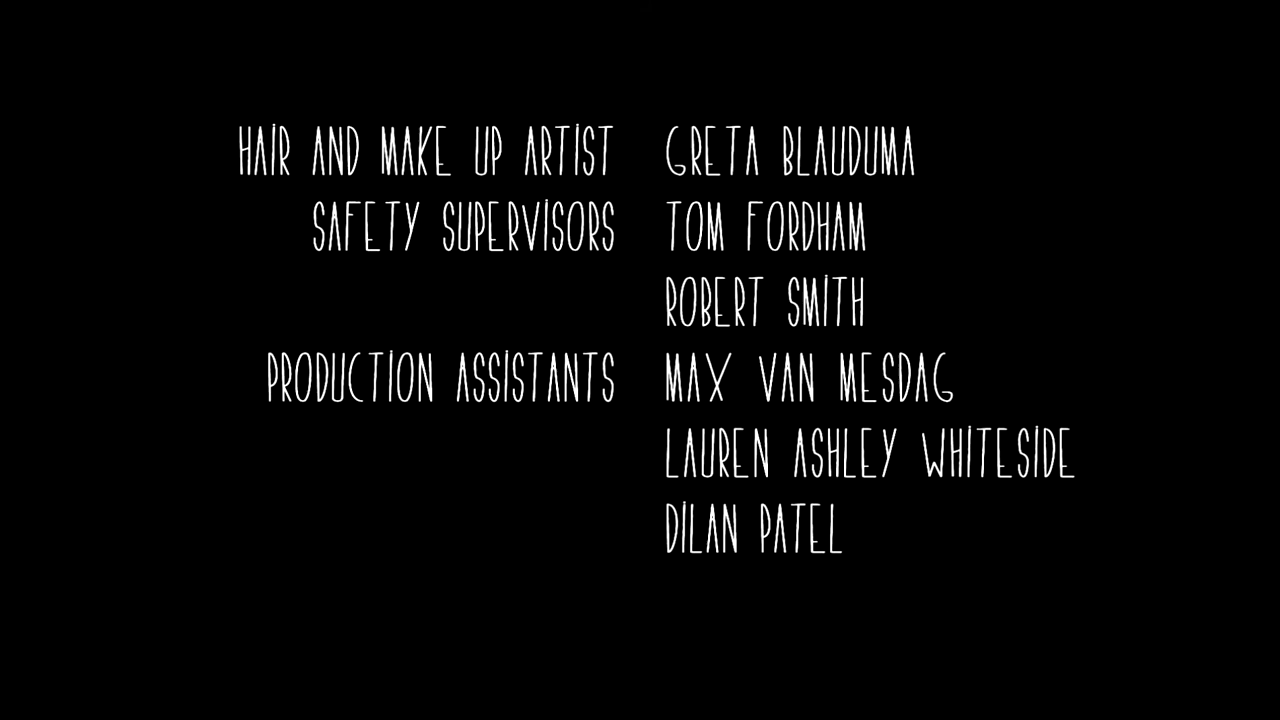 HAiR AND MAKE UP ARTiST GRETA BLAUDUMA
SAFETY SUPERViSORS TOM FORDHAM
ROBERT SMiTH
PRODUCTiON ASSiSTANTS MAX VAN MESDAG
LAUREN ASHLEY WHiTESiDE
DiLAN PATEL